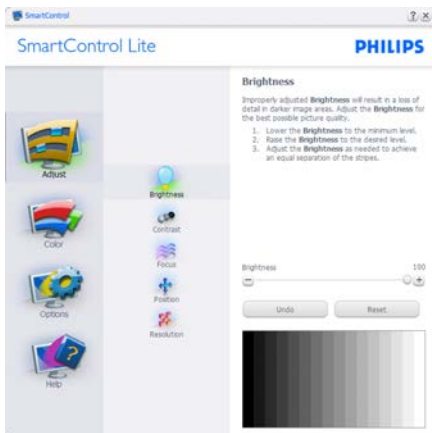 SmartControl
SmartControl Lite
PHILIPS
Adjust
Color
Options
Help
Brightness
Contrast
Focus
Position
Resolution
Brightness
Improperly adjusted Brightness will result in a loss of
detail in darker image areas. Adjust the Brightness for
the best possible picture quality.
1. Lower the Brightness to the minimum level.
2. Raise the Brightness to the desired level.
3. Adjust the Brightness as needed to achieve
an equal separation of the stripes.
Brightness 100
Undo Reset